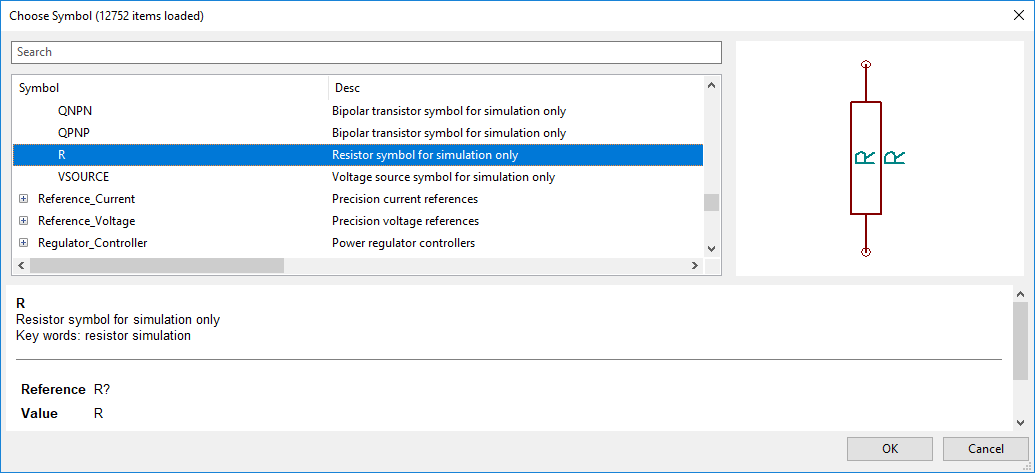 Choose Symbol (12752 items loaded)
Search
Symbol Desc
QNPN Bipolar transistor symbol for simulation only
QPNP Bipolar transistor symbol for simulation only
R Resistor symbol for simulation only
VSOURCE Voltage source symbol for simulation only
Reference_Current Precision current references
Reference_Voltage Precision voltage references
Regulator_Controller Power regulator controllers
R R
R
Resistor symbol for simulation only
Key words: resistor simulation
Reference R?
Value R
OK Cancel